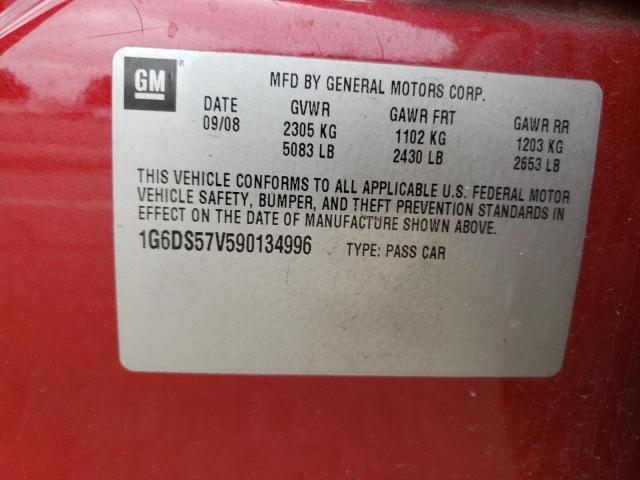 GM ®
MFD BY GENERAL MOTORS CORP.
DATE GVWR GAWR FRT GAWR RR
09/08 2305 KG 1102 KG 1203 KG
5083 LB 2430 LB 2653 LB
THIS VEHICLE CONFORMS TO ALL APPLICABLE U.S. FEDERAL MOTOR
VEHICLE SAFETY, BUMPER, AND THEFT PREVENTION STANDARDS IN
EFFECT ON THE DATE OF MANUFACTURE SHOWN ABOVE.
1G6DS57V590134996 TYPE: PASS CAR